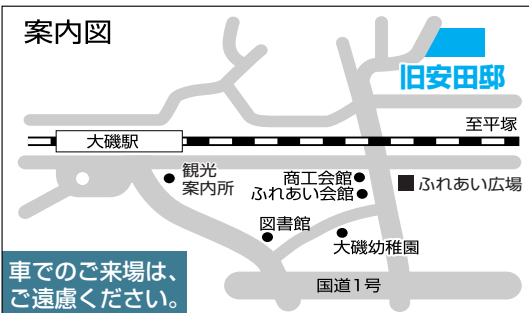 案内図
旧安田邸
至平塚
大磯駅
観光
案内所
商工会館
ふれあい会館
ふれあい広場
図書館
大磯幼稚園
国道1号
車でのご来場は、
ご遠慮ください。